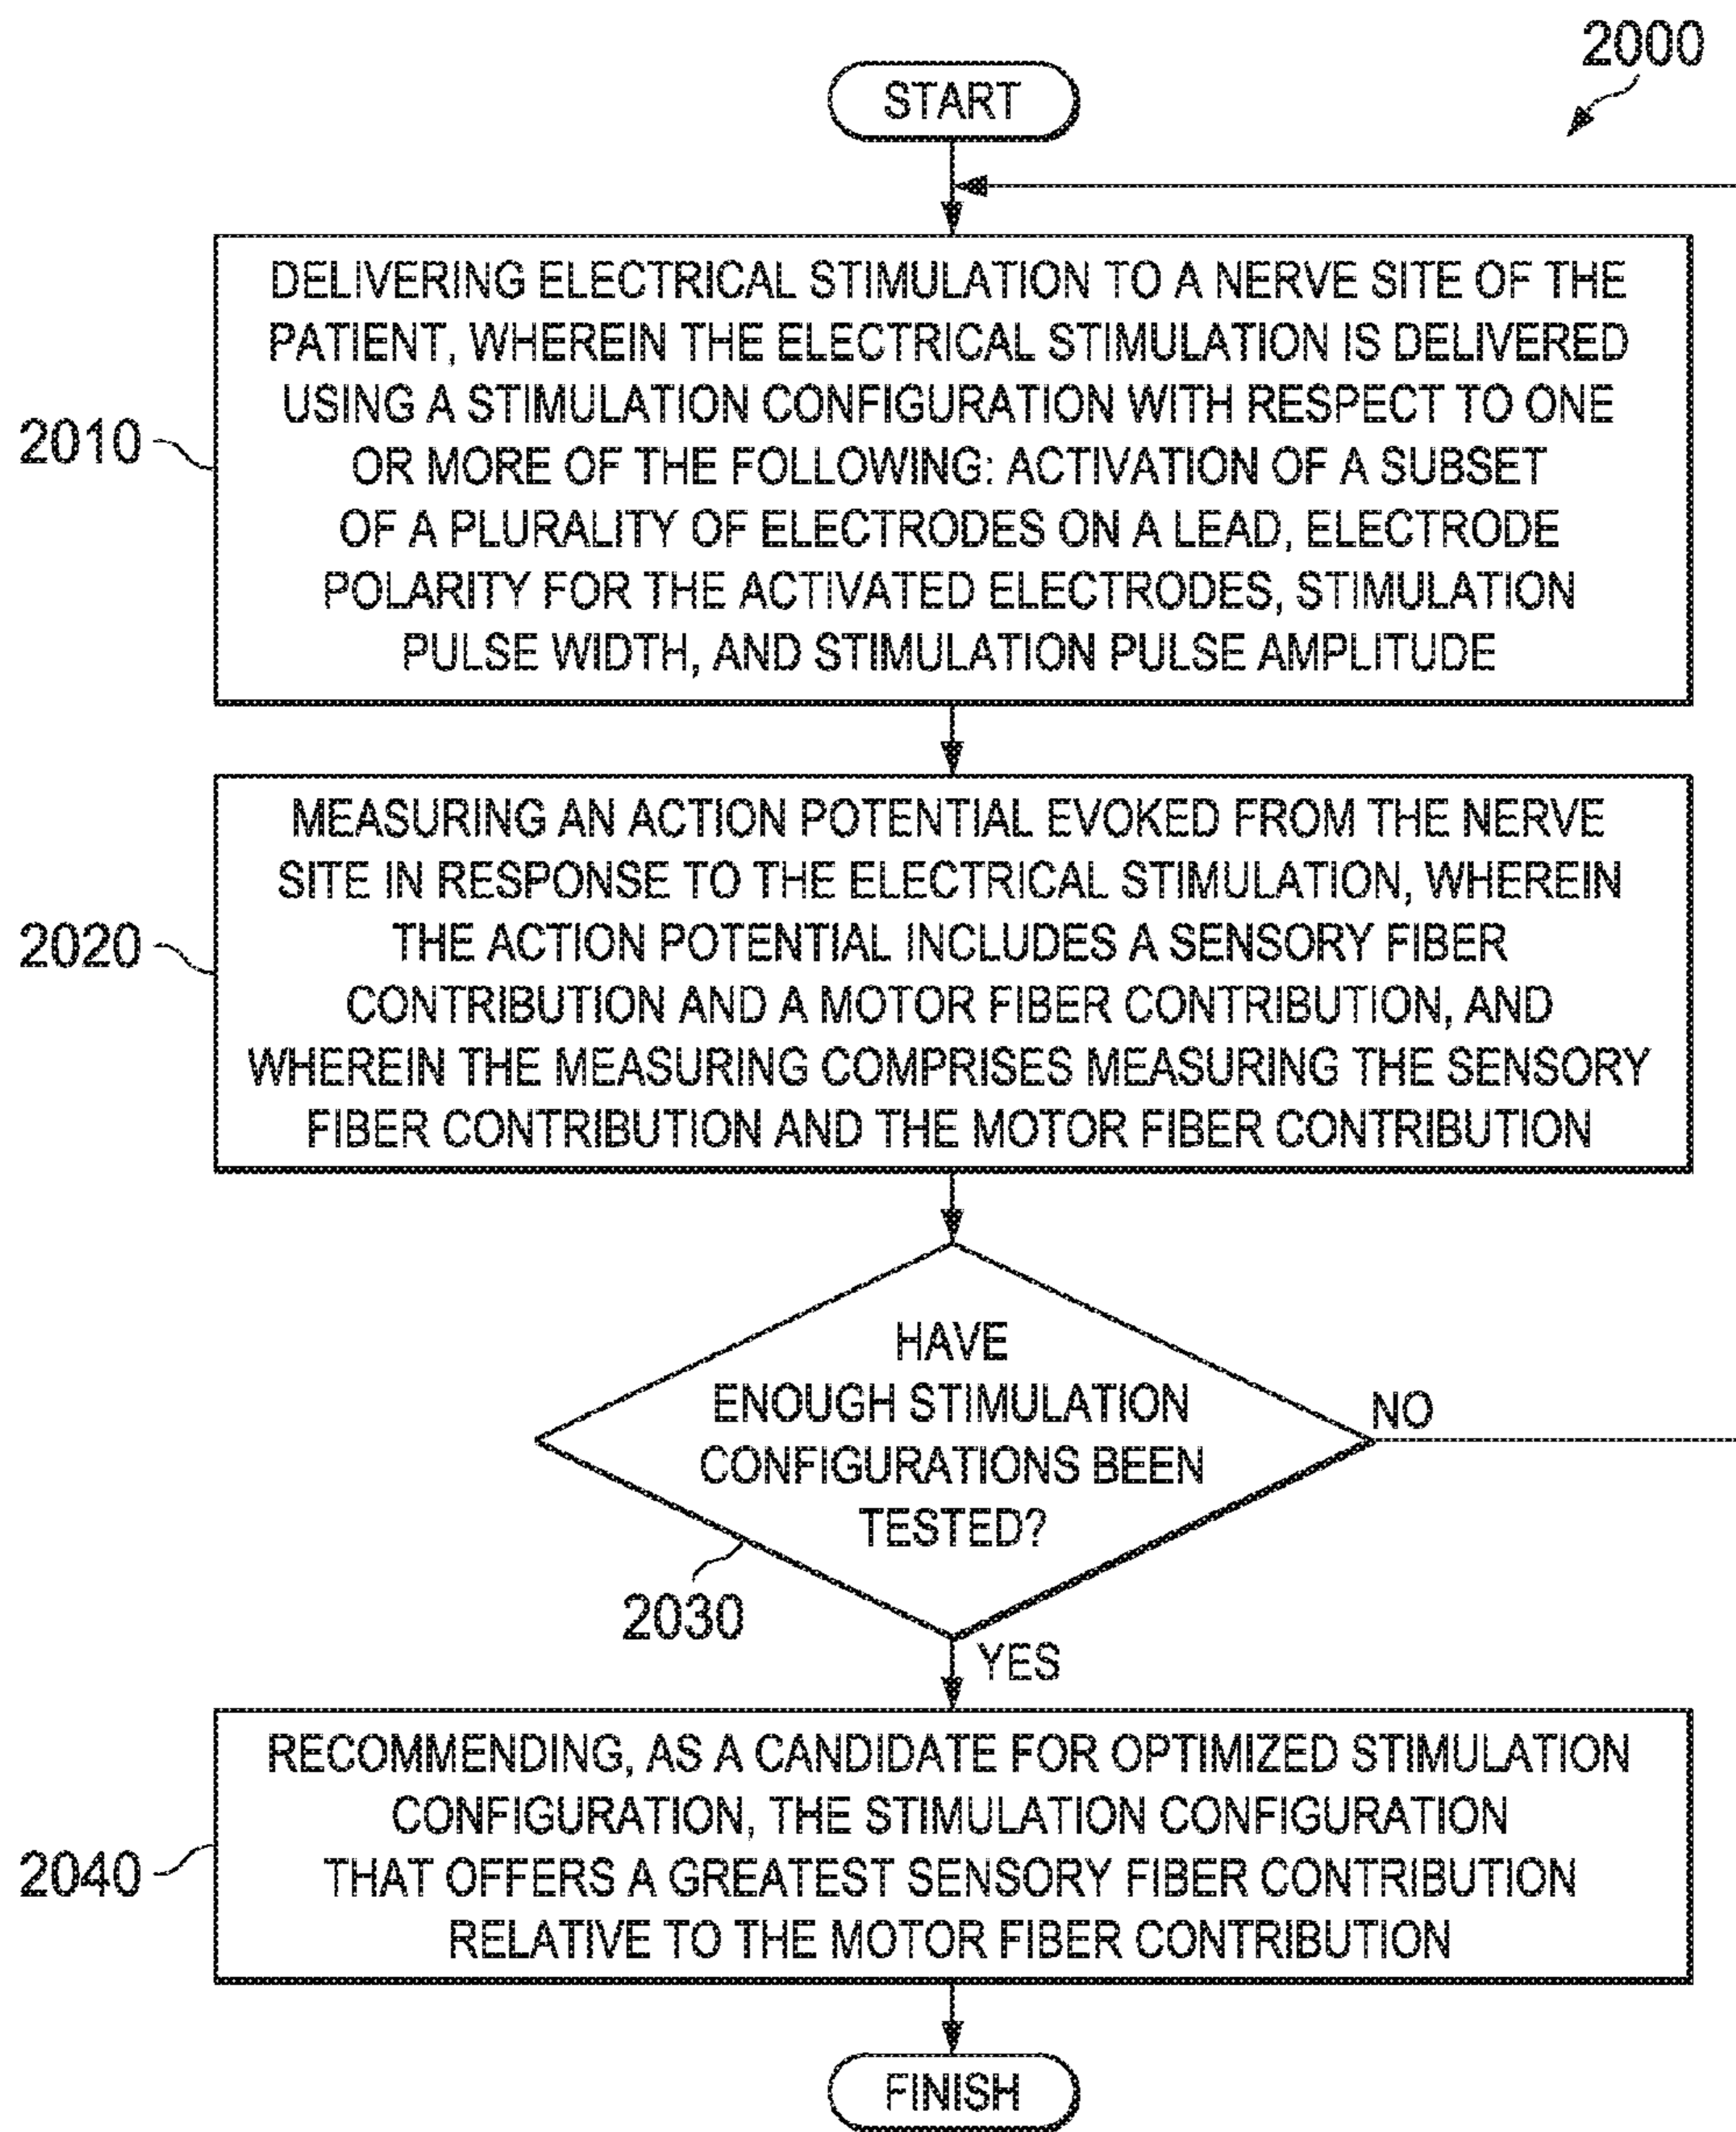 2000
START
DELIVERING ELECTRICAL STIMULATION TO A NERVE SITE OF THE
PATIENT, WHEREIN THE ELECTRICAL STIMULATION IS DELIVERED
USING A STIMULATION CONFIGURATION WITH RESPECT TO ONE
OR MORE OF THE FOLLOWING: ACTIVATION OF A SUBSET
OF A PLURALITY OF ELECTRODES ON A LEAD, ELECTRODE
POLARITY FOR THE ACTIVATED ELECTRODES, STIMULATION
PULSE WIDTH, AND STIMULATION PULSE AMPLITUDE
2010
MEASURING AN ACTION POTENTIAL EVOKED FROM THE NERVE
SITE IN RESPONSE TO THE ELECTRICAL STIMULATION, WHEREIN
THE ACTION POTENTIAL INCLUDES A SENSORY FIBER
CONTRIBUTION AND A MOTOR FIBER CONTRIBUTION, AND
WHEREIN THE MEASURING COMPRISES MEASURING THE SENSORY
FIBER CONTRIBUTION AND THE MOTOR FIBER CONTRIBUTION
2020
HAVE
ENOUGH STIMULATION
CONFIGURATIONS BEEN
TESTED?
NO
2030
YES
RECOMMENDING, AS A CANDIDATE FOR OPTIMIZED STIMULATION
CONFIGURATION, THE STIMULATION CONFIGURATION
THAT OFFERS A GREATEST SENSORY FIBER CONTRIBUTION
RELATIVE TO THE MOTOR FIBER CONTRIBUTION
2040
FINISH